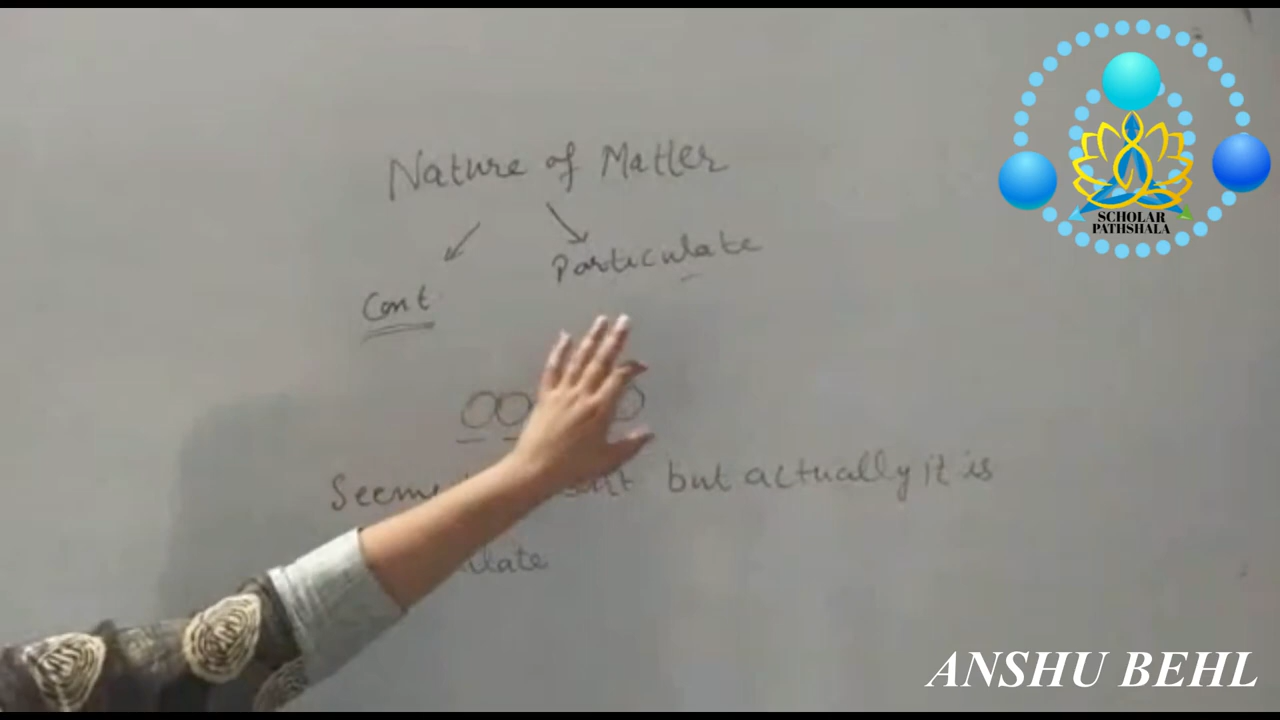 Nature of Matter
Particulate
Cont
but actually it is
SCHOLAR
PATHSHALA
ANSHU BEHL